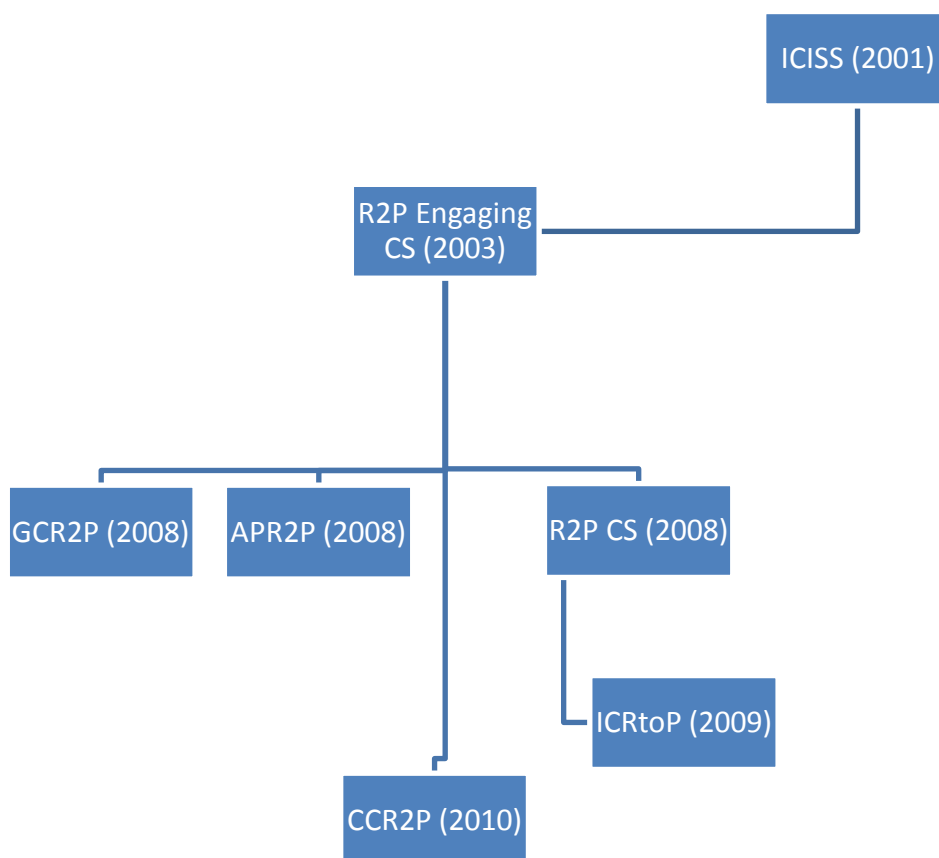 ICISS (2001)
R2P Engaging
CS (2003)
GCR2P (2008)
APR2P (2008)
R2P CS (2008)
ICRtoP (2009)
CCR2P (2010)